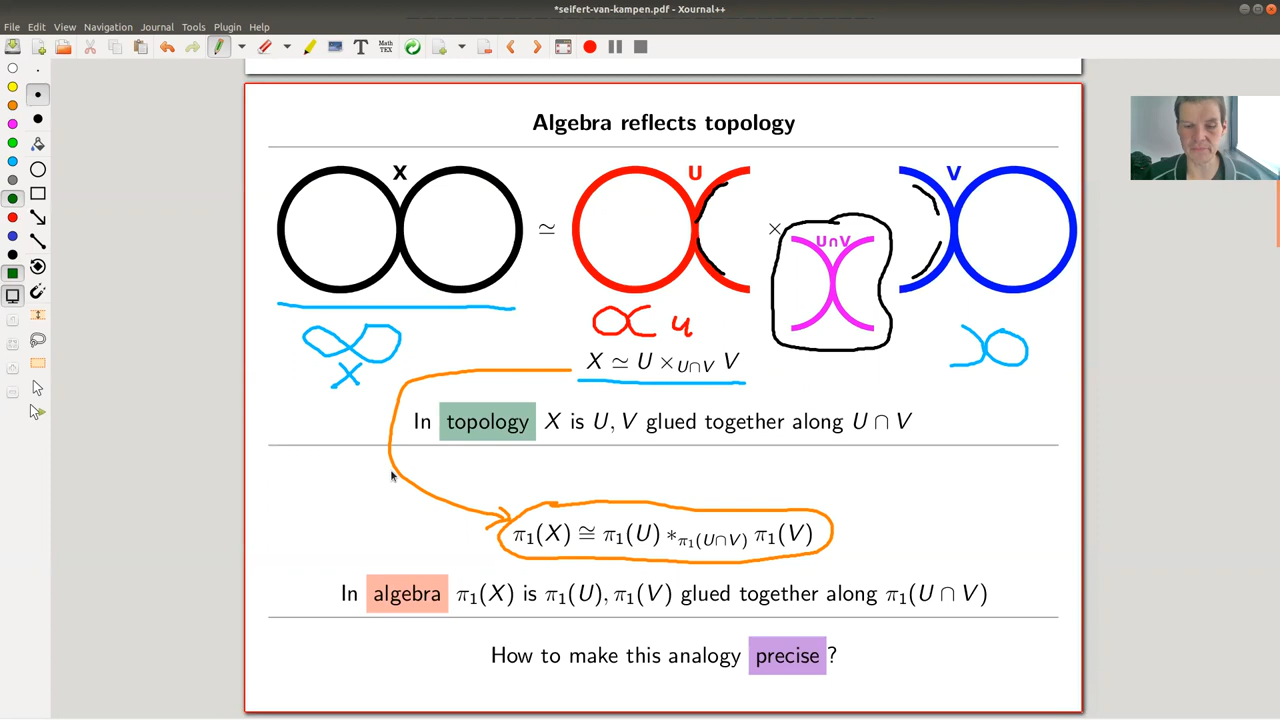 *seifert-van-kampen.pdf - Xournal++
File Edit View Navigation Journal Tools Plugin Help
T Math TEX
Algebra reflects topology
X ≃ U × U∩V V
∝ u
X
X ≃ U ×_{U∩V} V
In topology X is U, V glued together along U ∩ V
π₁(X) ≅ π₁(U) *_{π₁(U∩V)} π₁(V)
In algebra π₁(X) is π₁(U), π₁(V) glued together along π₁(U ∩ V)
How to make this analogy precise?